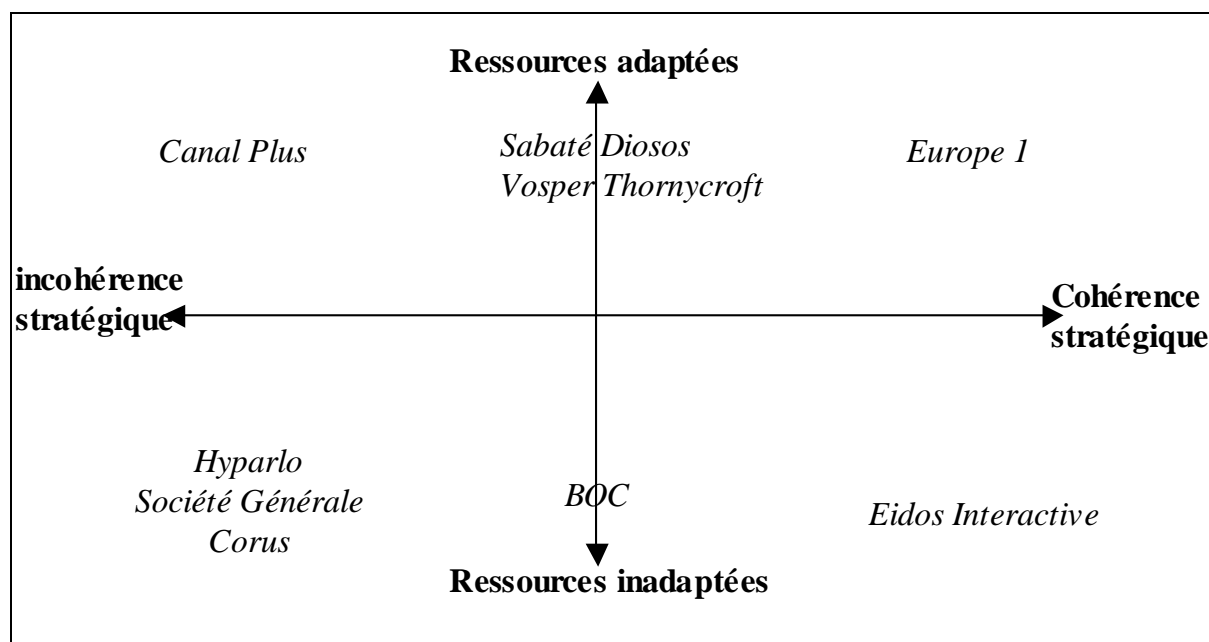 Ressources adaptées
Canal Plus
Sabaté Diosos
Vosper Thornycroft
Europe 1
incohérence
stratégique
Cohérence
stratégique
Hyparlo
Société Générale
Corus
BOC
Eidos Interactive
Ressources inadaptées